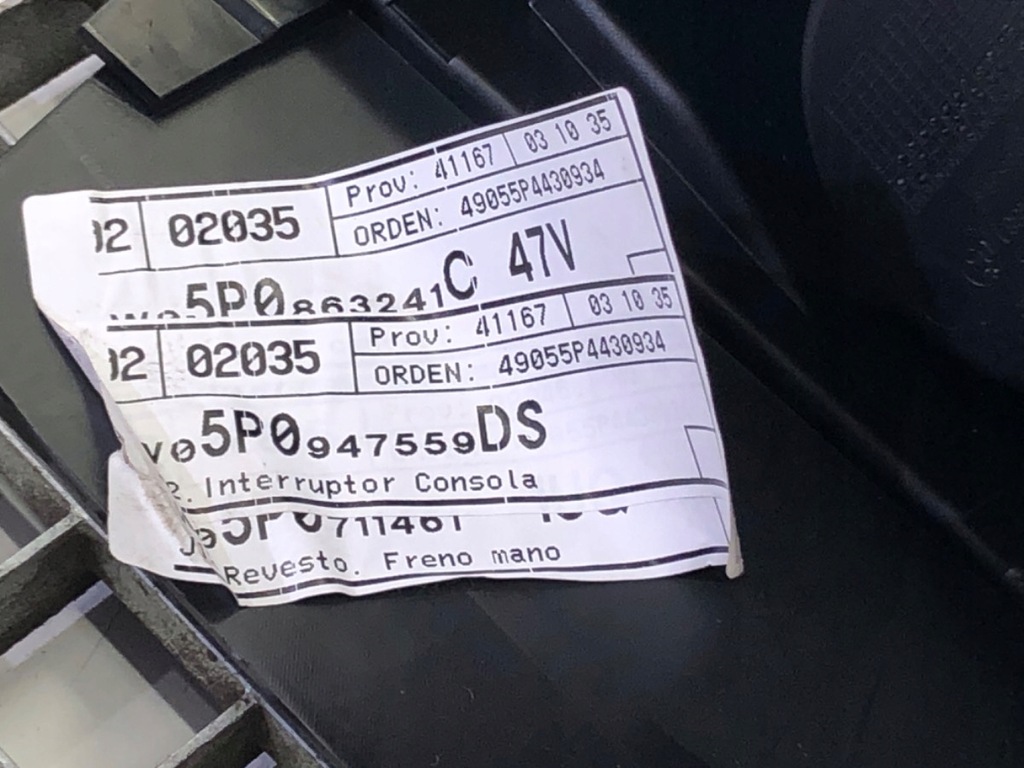 02035 Prov: 41167 03 10 35
ORDEN: 49055P4430934
5P0863241C 47V
02035 Prov: 41167 03 10 35
ORDEN: 49055P4430934
5P0947559DS
Interruptor Consola
5P0711461
Revesto. Freno mano